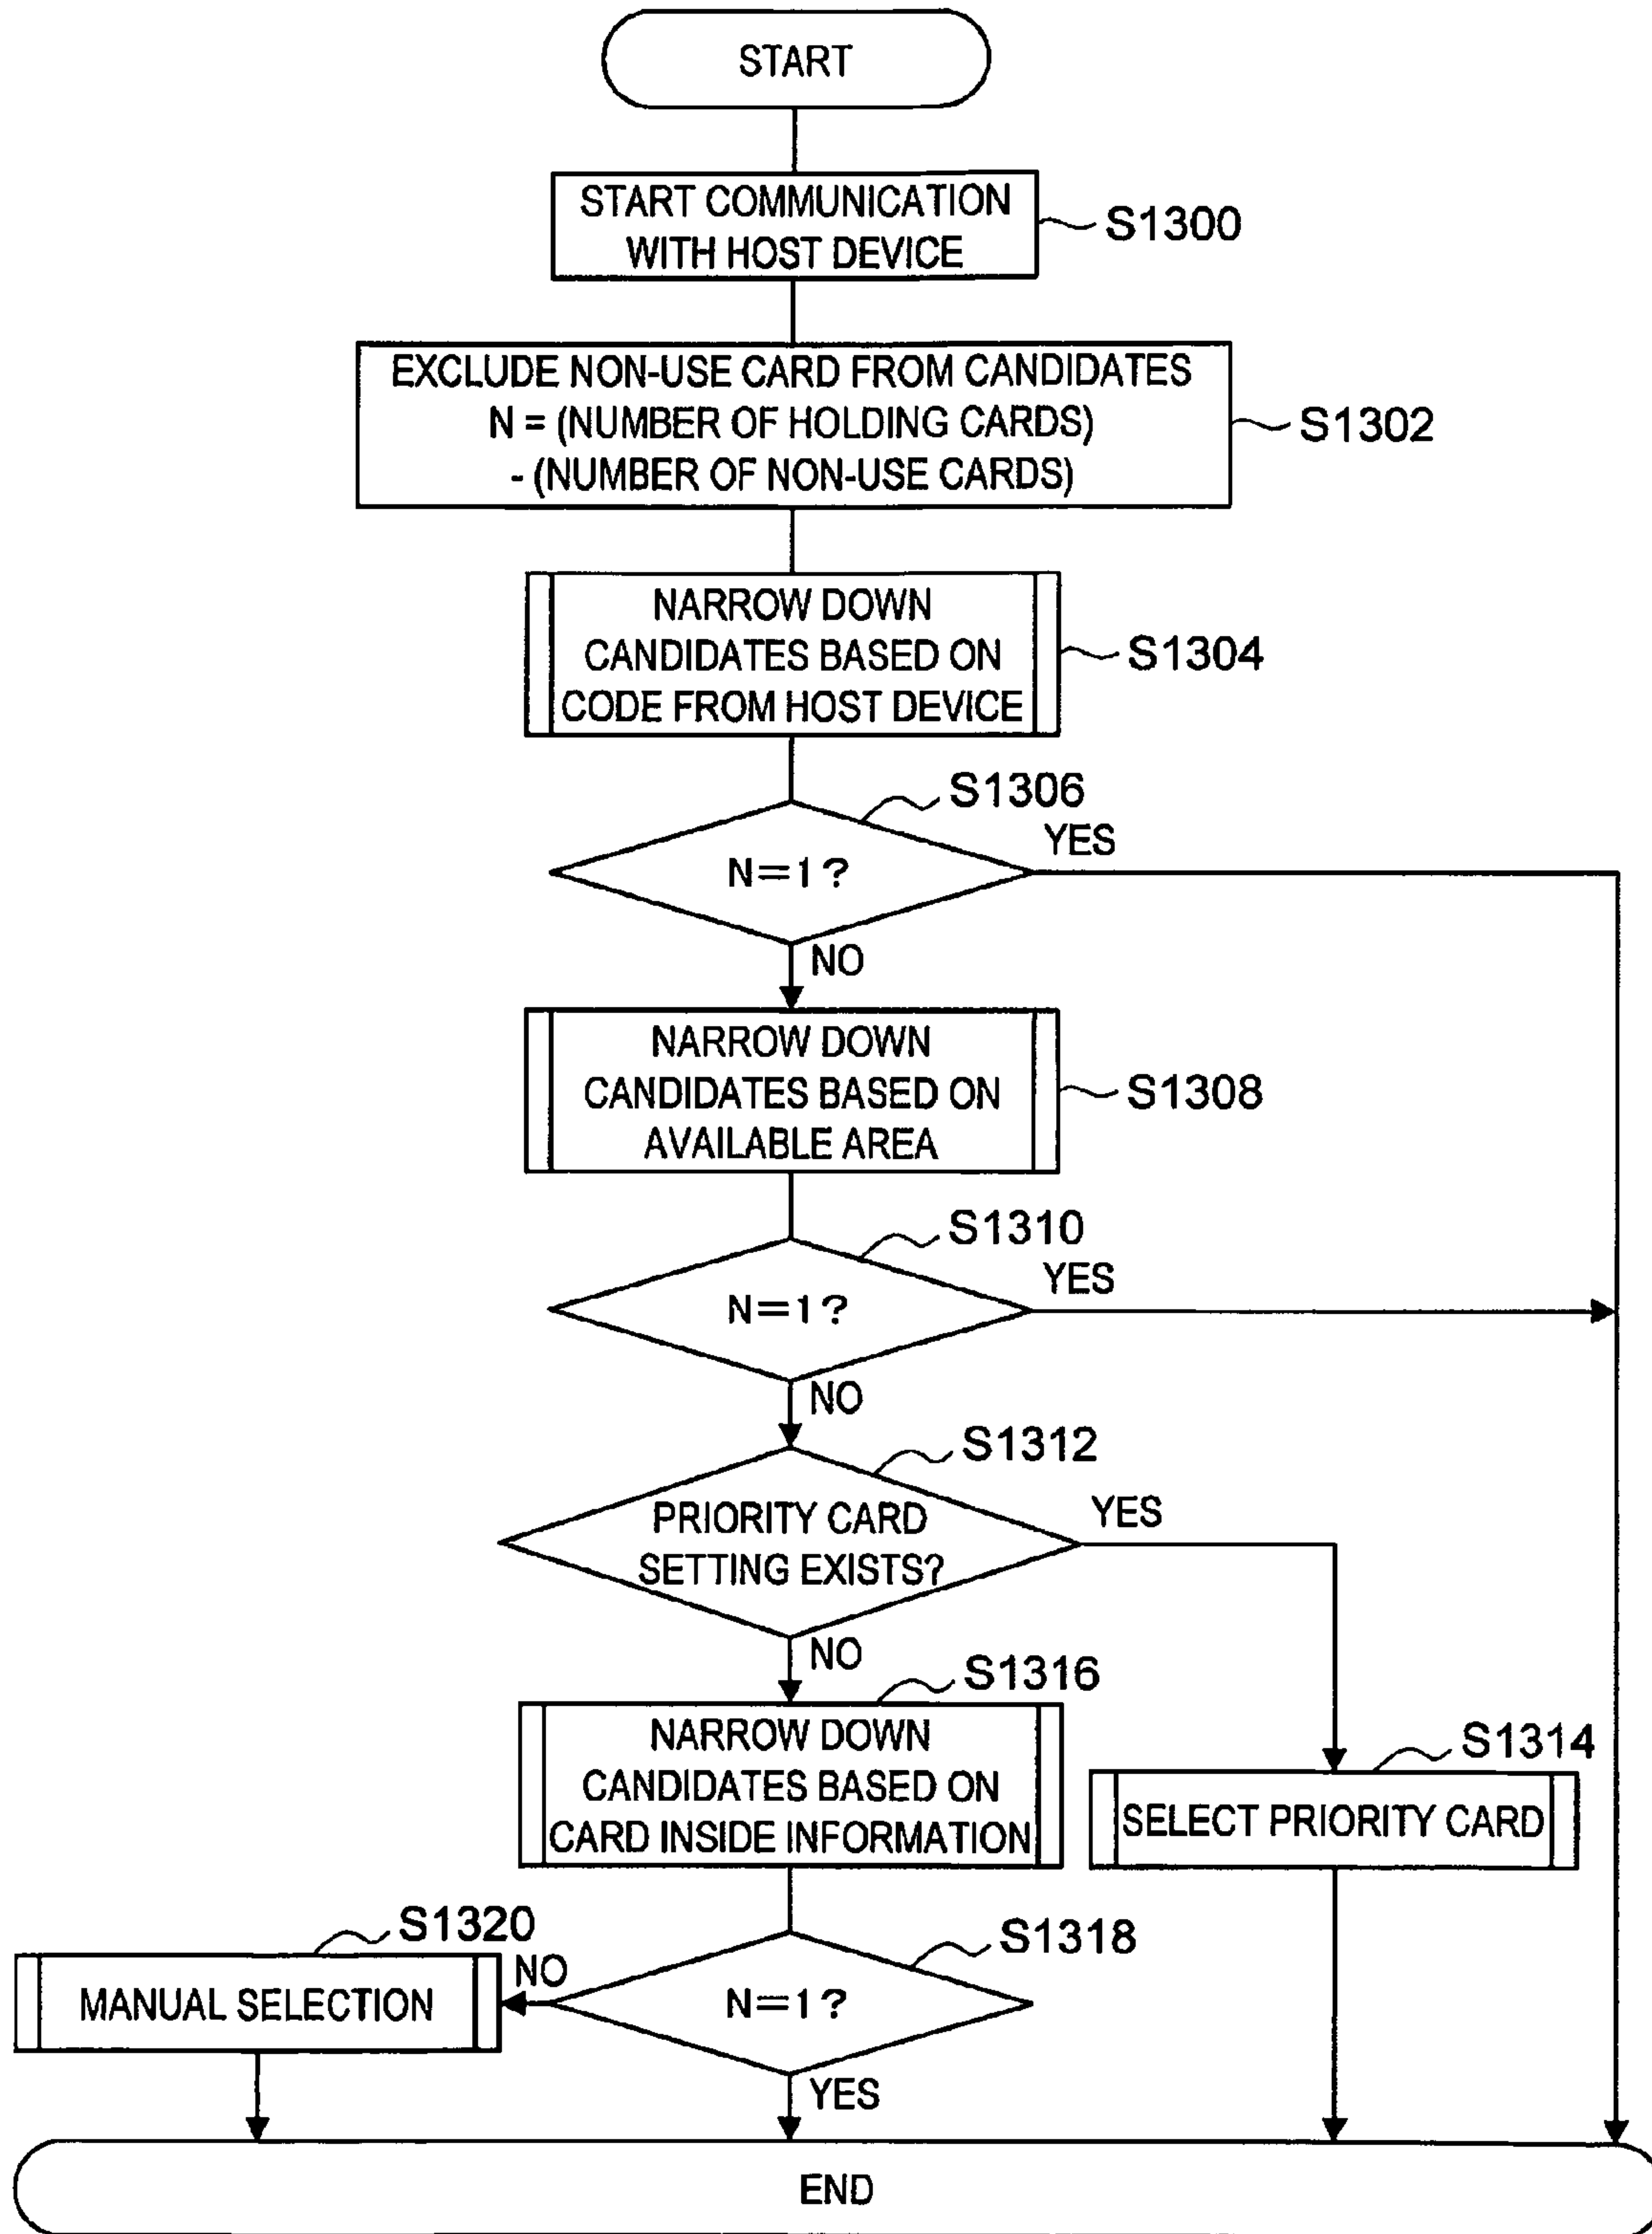 START
START COMMUNICATION
WITH HOST DEVICE
S1300
EXCLUDE NON-USE CARD FROM CANDIDATES
N = (NUMBER OF HOLDING CARDS)
- (NUMBER OF NON-USE CARDS)
S1302
NARROW DOWN
CANDIDATES BASED ON
CODE FROM HOST DEVICE
S1304
S1306
N=1?
YES
NO
NARROW DOWN
CANDIDATES BASED ON
AVAILABLE AREA
S1308
S1310
N=1?
YES
NO
S1312
PRIORITY CARD
SETTING EXISTS?
YES
NO
S1316
NARROW DOWN
CANDIDATES BASED ON
CARD INSIDE INFORMATION
S1314
SELECT PRIORITY CARD
S1320
MANUAL SELECTION
NO
S1318
N=1?
YES
END